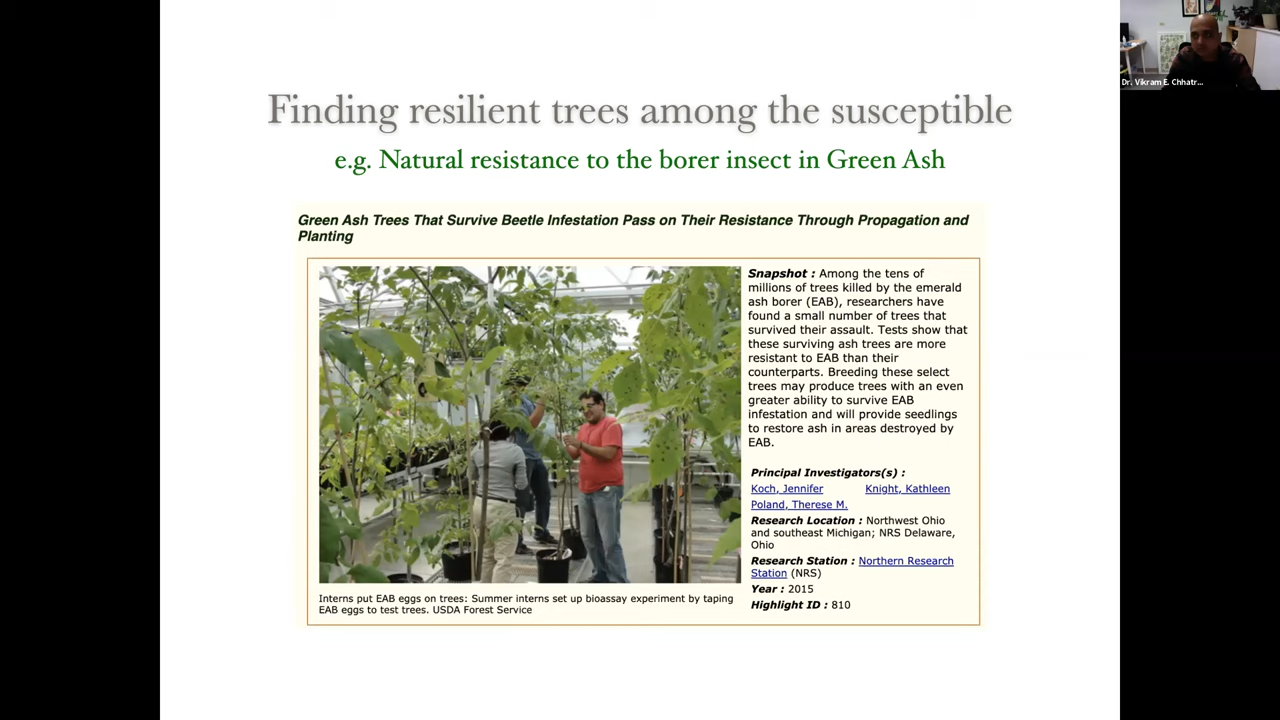 Finding resilient trees among the susceptible
e.g. Natural resistance to the borer insect in Green Ash
Green Ash Trees That Survive Beetle Infestation Pass on Their Resistance Through Propagation and
Planting
Snapshot : Among the tens of
millions of trees killed by the emerald
ash borer (EAB), researchers have
found a small number of trees that
survived their assault. Tests show that
these surviving ash trees are more
resistant to EAB than their
counterparts. Breeding these select
trees may produce trees with an even
greater ability to survive EAB
infestation and will provide seedlings
to restore ash in areas destroyed by
EAB.
Principal Investigators(s) :
Koch, Jennifer Knight, Kathleen
Poland, Therese M.
Research Location : Northwest Ohio
and southeast Michigan; NRS Delaware,
Ohio
Research Station : Northern Research
Station (NRS)
Year : 2015
Highlight ID : 810
Interns put EAB eggs on trees: Summer interns set up bioassay experiment by taping
EAB eggs to test trees. USDA Forest Service
Dr. Vikram E. Chhatr...